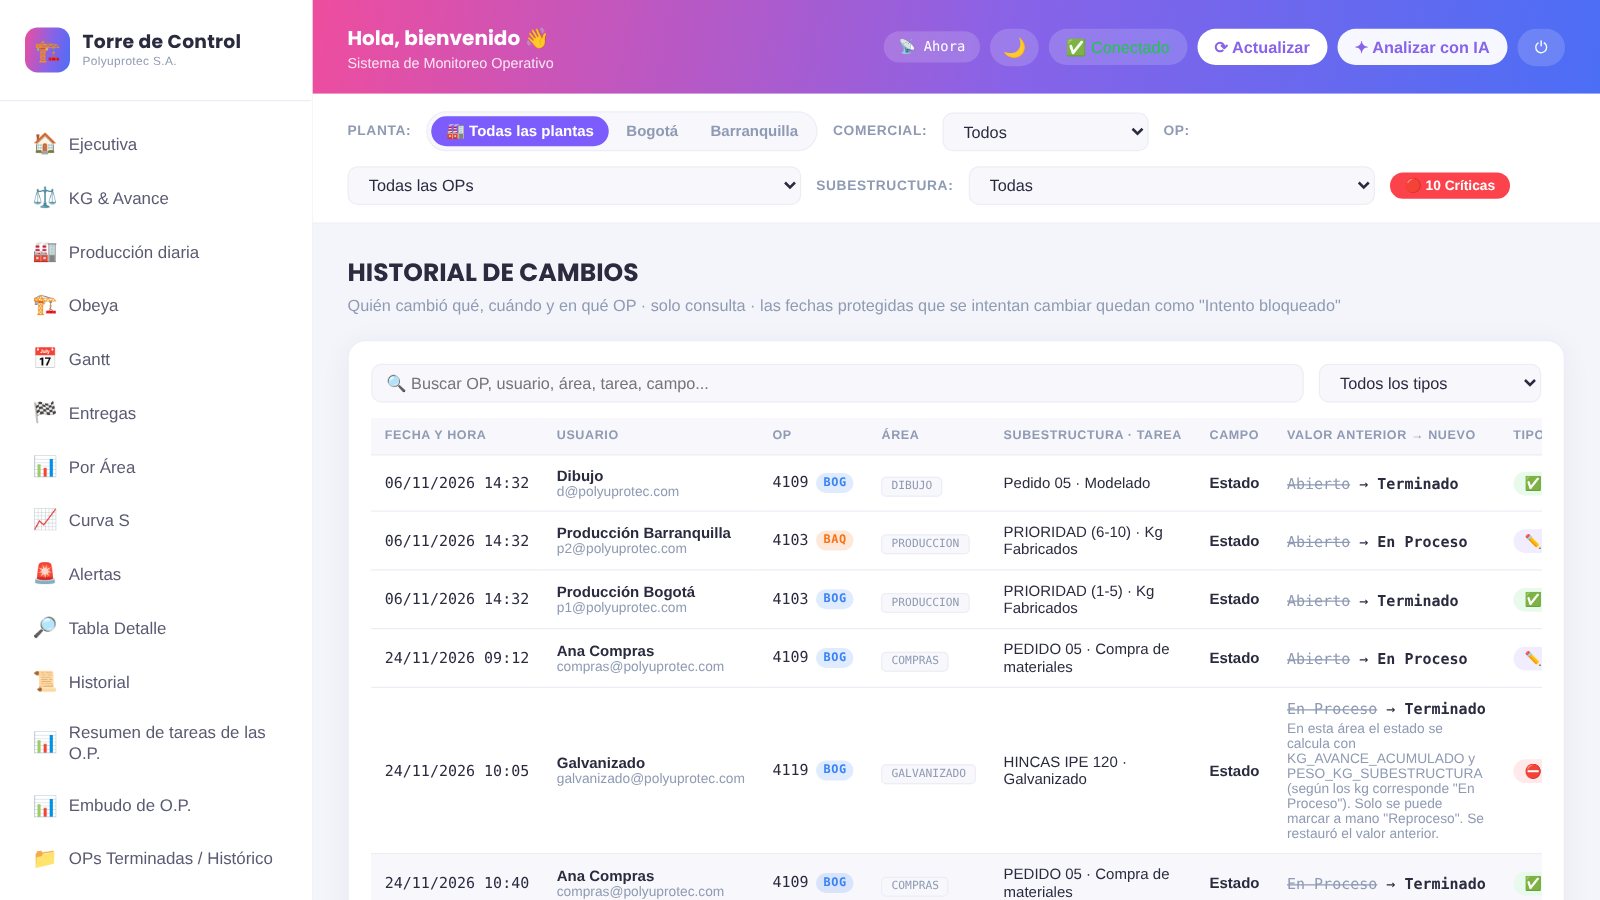 Torre de Control
Polyuprotec S.A.
Ejecutiva
KG & Avance
Producción diaria
Obeya
Gantt
Entregas
Por Área
Curva S
Alertas
Tabla Detalle
Historial
Resumen de tareas de las
O.P.
Embudo de O.P.
OPs Terminadas / Histórico
Hola, bienvenido 👋
Sistema de Monitoreo Operativo
Ahora
Conectado
⟳ Actualizar
✦ Analizar con IA
PLANTA:
Todas las plantas
Bogotá
Barranquilla
COMERCIAL:
Todos
OP:
Todas las OPs
SUBESTRUCTURA:
Todas
10 Críticas
HISTORIAL DE CAMBIOS
Quién cambió qué, cuándo y en qué OP · solo consulta · las fechas protegidas que se intentan cambiar quedan como "Intento bloqueado"
Buscar OP, usuario, área, tarea, campo...
Todos los tipos
FECHA Y HORA USUARIO OP ÁREA SUBESTRUCTURA · TAREA CAMPO VALOR ANTERIOR → NUEVO TIPO
06/11/2026 14:32
Dibujo
d@polyuprotec.com
4109 BOG
DIBUJO
Pedido 05 · Modelado
Estado
Abierto → Terminado
06/11/2026 14:32
Producción Barranquilla
p2@polyuprotec.com
4103 BAQ
PRODUCCION
PRIORIDAD (6-10) · Kg
Fabricados
Estado
Abierto → En Proceso
06/11/2026 14:32
Producción Bogotá
p1@polyuprotec.com
4103 BOG
PRODUCCION
PRIORIDAD (1-5) · Kg
Fabricados
Estado
Abierto → Terminado
24/11/2026 09:12
Ana Compras
compras@polyuprotec.com
4109 BOG
COMPRAS
PEDIDO 05 · Compra de
materiales
Estado
Abierto → En Proceso
24/11/2026 10:05
Galvanizado
galvanizado@polyuprotec.com
4119 BOG
GALVANIZADO
HINCAS IPE 120 ·
Galvanizado
Estado
En Proceso → Terminado
En esta área el estado se
calcula con
KG_AVANCE_ACUMULADO y
PESO_KG_SUBESTRUCTURA
(según los kg corresponde "En
Proceso"). Solo se puede
marcar a mano "Reproceso". Se
restauró el valor anterior.
24/11/2026 10:40
Ana Compras
compras@polyuprotec.com
4109 BOG
COMPRAS
PEDIDO 05 · Compra de
materiales
Estado
En Proceso → Terminado